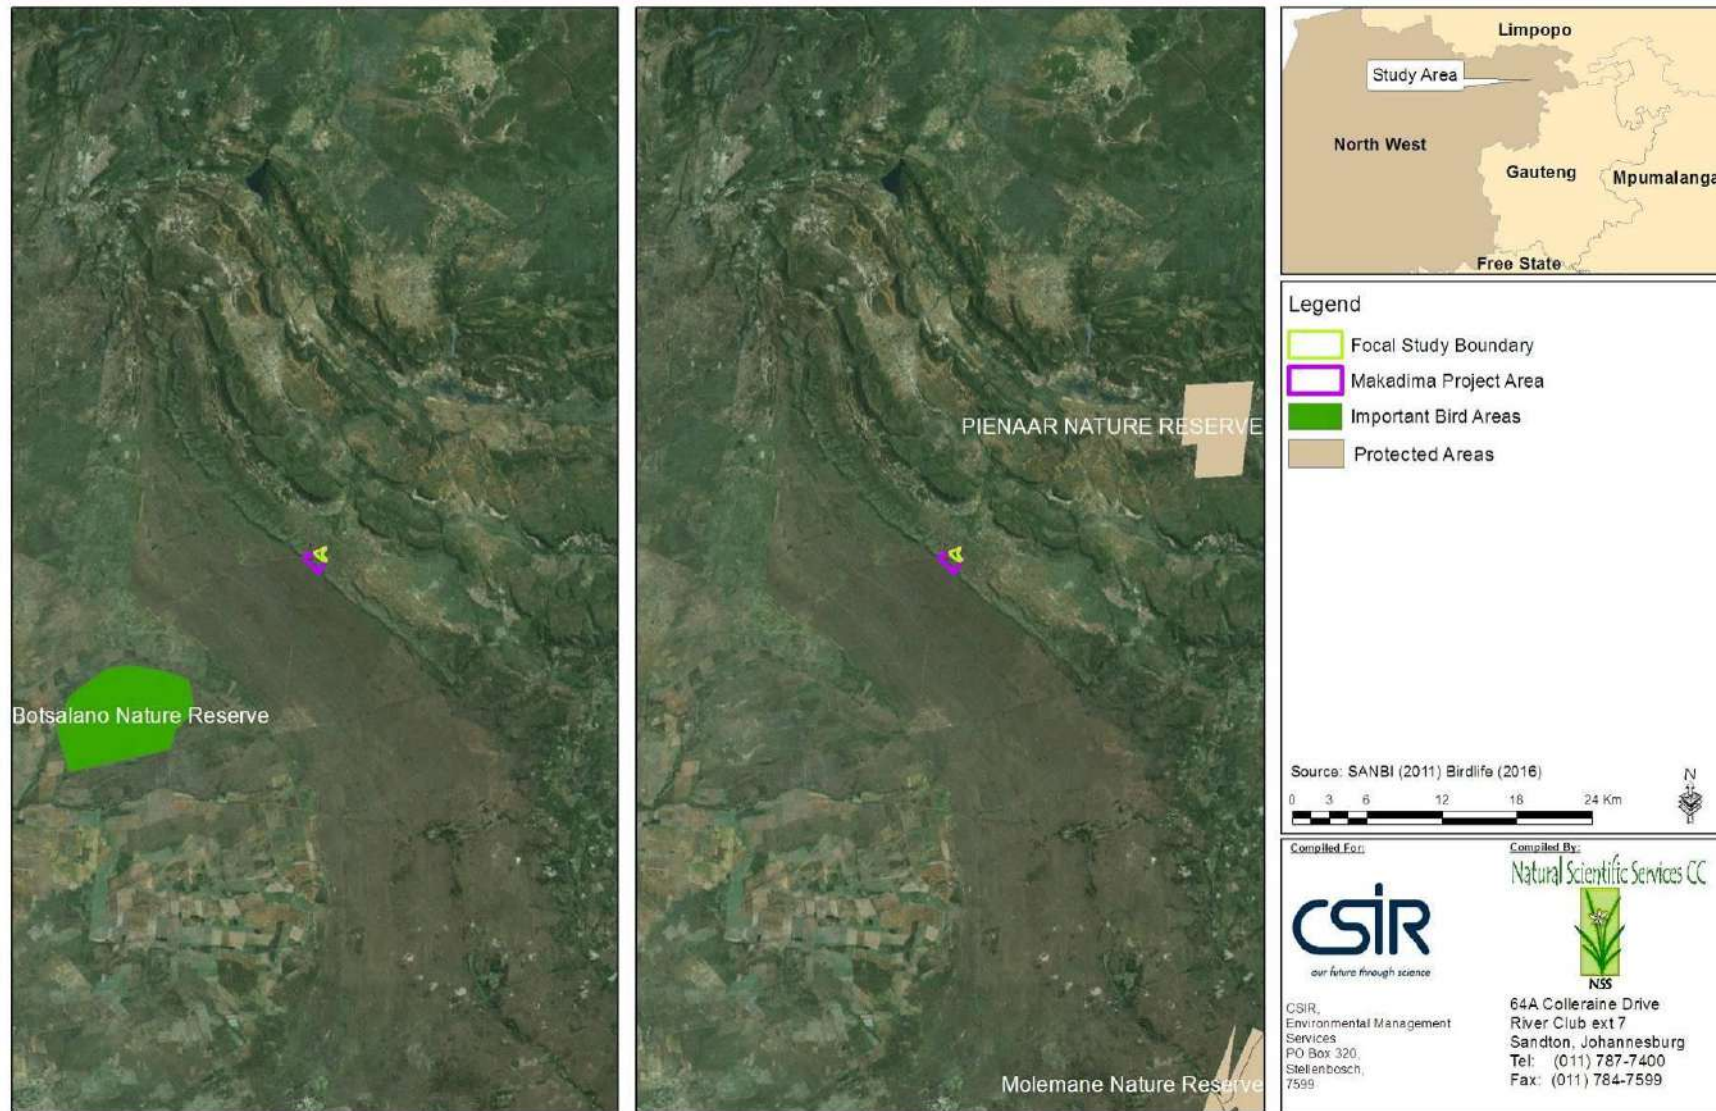 Botsalano Nature Reserve
PIENAAR NATURE RESERVE
Molemane Nature Reserve
Limpopo
Study Area
North West
Gauteng
Mpumalanga
Free State
Legend
Focal Study Boundary
Makadima Project Area
Important Bird Areas
Protected Areas
Source: SANBI (2011) Birdlife (2016)
N
0 3 6 12 18 24 Km
Compiled For:
CSIR
our future through science
CSIR,
Environmental Management
Services
PO Box 320,
Stellenbosch,
7599
Compiled By:
Natural Scientific Services CC
NSS
64A Colleraine Drive
River Club ext 7
Sandton, Johannesburg
Tel: (011) 787-7400
Fax: (011) 784-7599